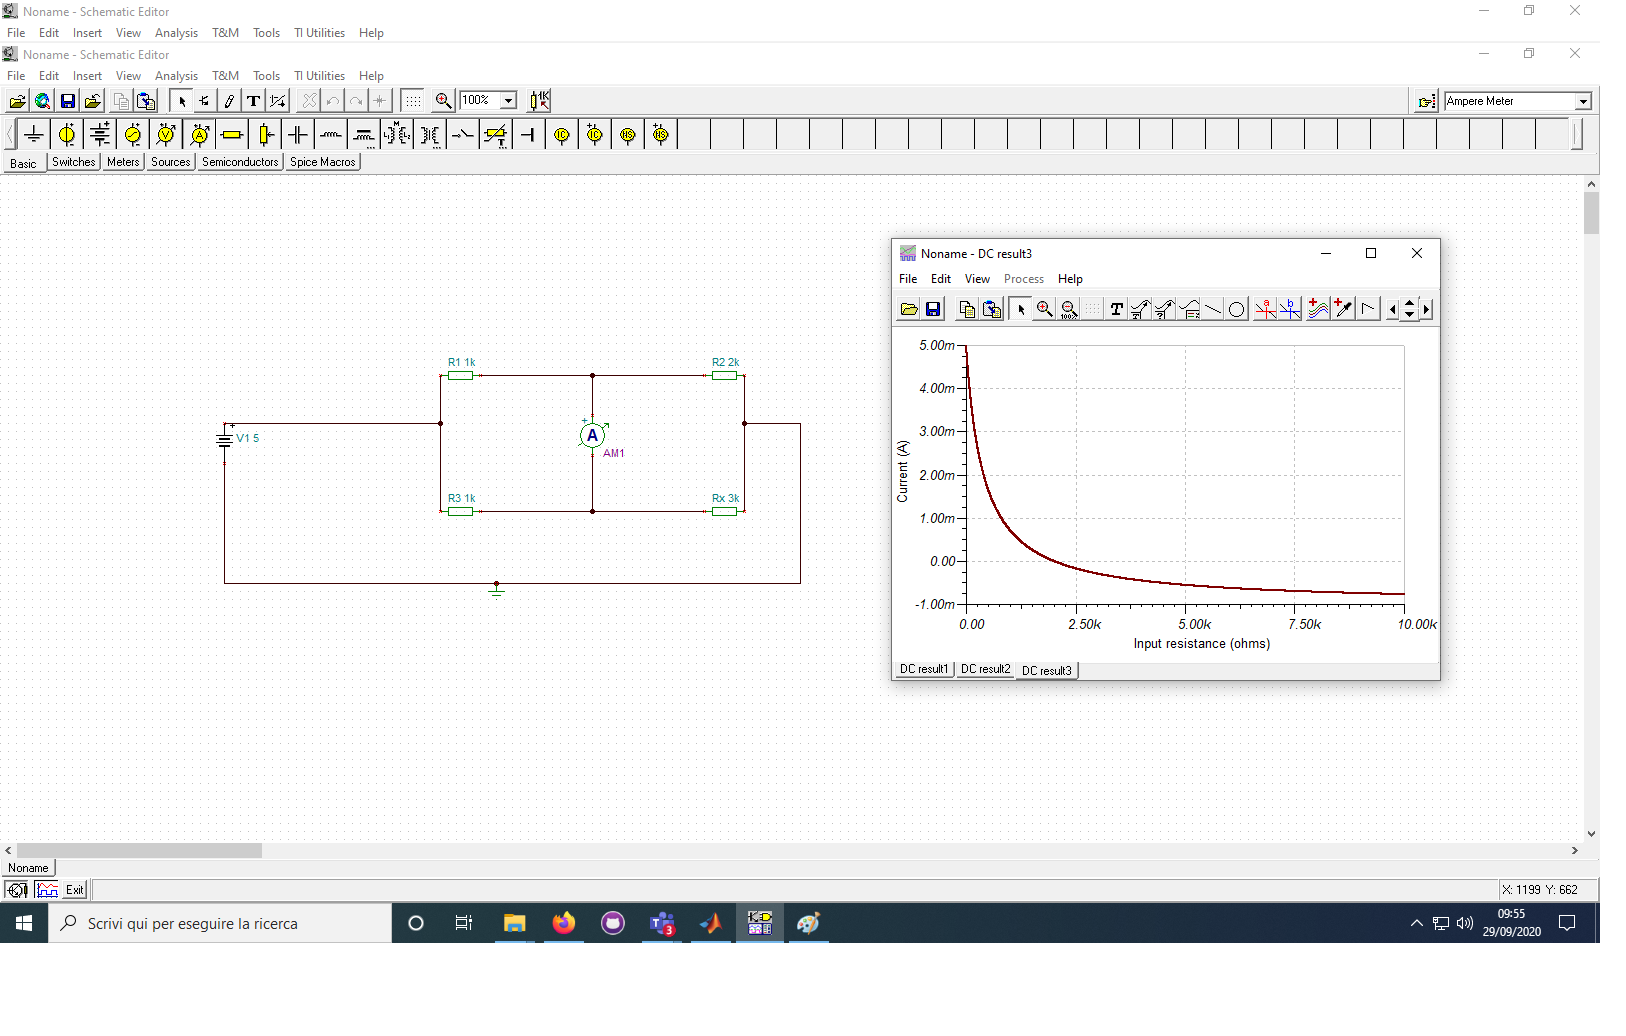 Noname - Schematic Editor
File Edit Insert View Analysis T&M Tools TI Utilities Help
Noname - Schematic Editor
File Edit Insert View Analysis T&M Tools TI Utilities Help
100%
Ampere Meter
Basic Switches Meters Sources Semiconductors Spice Macros
R1 1k
R2 2k
+
V1 5
A
AM1
R3 1k
Rx 3k
Noname - DC result3
File Edit View Process Help
5.00m
4.00m
3.00m
2.00m
1.00m
0.00
-1.00m
Current (A)
0.00 2.50k 5.00k 7.50k 10.00k
Input resistance (ohms)
DC result1 DC result2 DC result3
Noname
Exit
X: 1199 Y: 662
Scrivi qui per eseguire la ricerca
09:55
29/09/2020